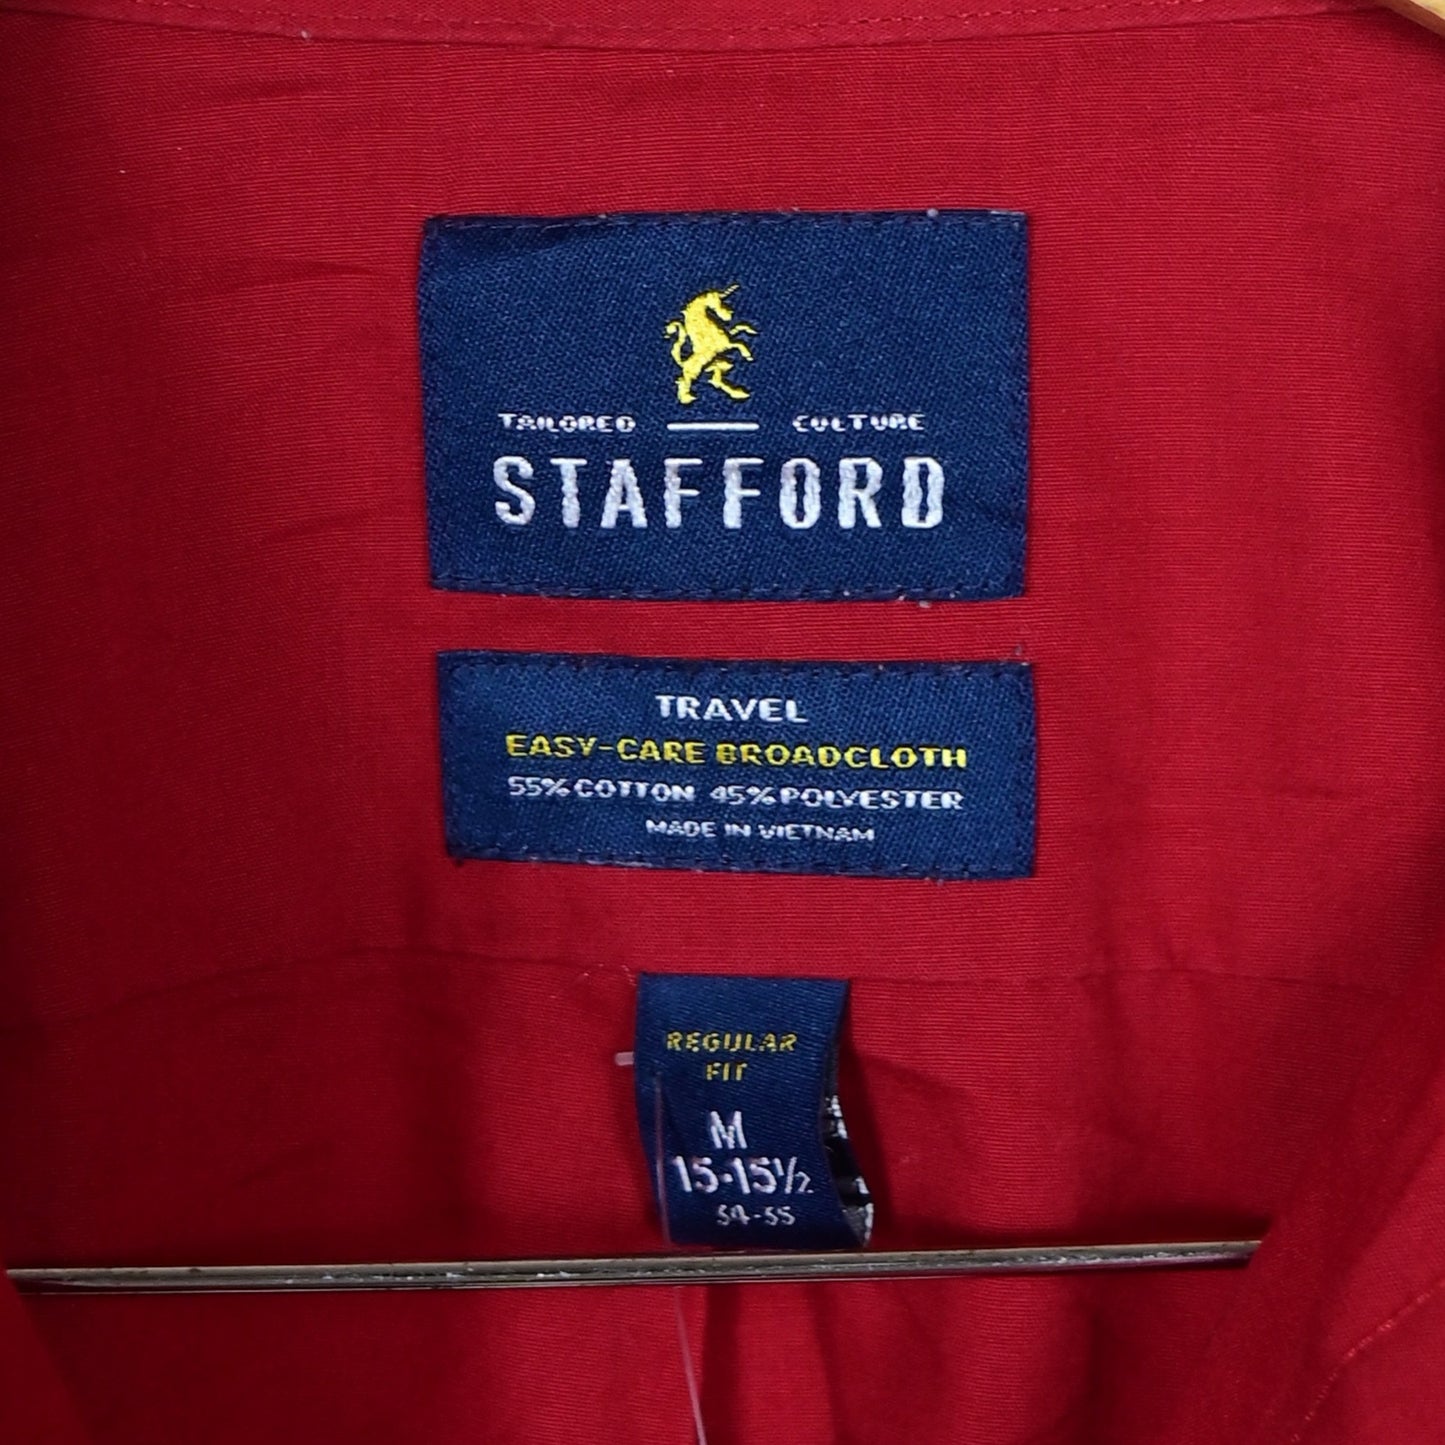 TAILORED CULTURE
STAFFORD
TRAVEL
EASY-CARE BROADCLOTH
55% COTTON 45% POLYESTER
MADE IN VIETNAM
REGULAR
FIT
M
15-15½
34-35